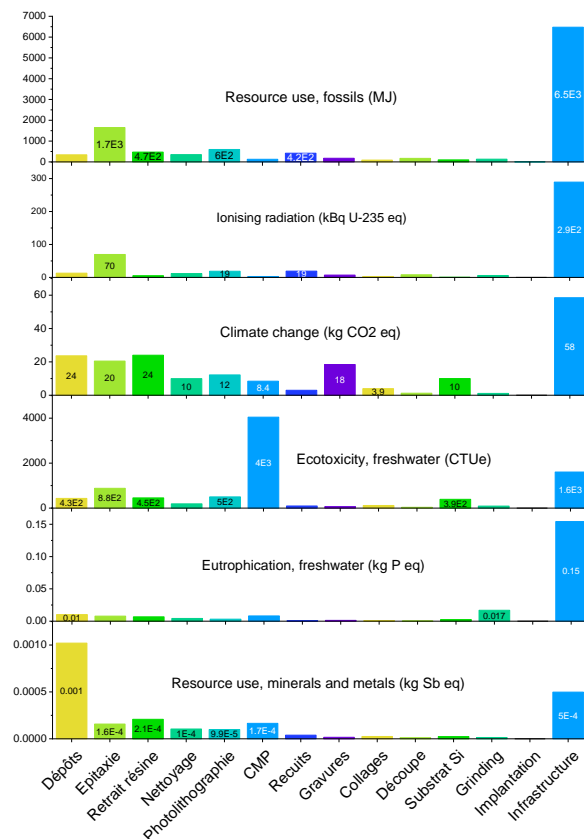 7000
6000
5000
4000
3000
2000
1000
0
Resource use, fossils (MJ)
1.7E3
4.7E2
6E2
4.2E2
6.5E3
300
200
100
0
Ionising radiation (kBq U-235 eq)
70
19
19
2.9E2
60
40
20
0
Climate change (kg CO2 eq)
24
20
24
10
12
8.4
18
3.9
10
58
4000
2000
0
Ecotoxicity, freshwater (CTUe)
4.3E2
8.8E2
4.5E2
5E2
4E3
3.9E2
1.6E3
0.15
0.10
0.05
0.00
Eutrophication, freshwater (kg P eq)
0.01
0.017
0.15
0.0010
0.0005
0.0000
Resource use, minerals and metals (kg Sb eq)
0.001
1.6E-4
2.1E-4
1E-4
9.9E-5
1.7E-4
5E-4
Dépôts
Epitaxie
Retrait résine
Nettoyage
Photolithographie
CMP
Recuits
Gravures
Collages
Découpe
Substrat Si
Grinding
Implantation
Infrastructure